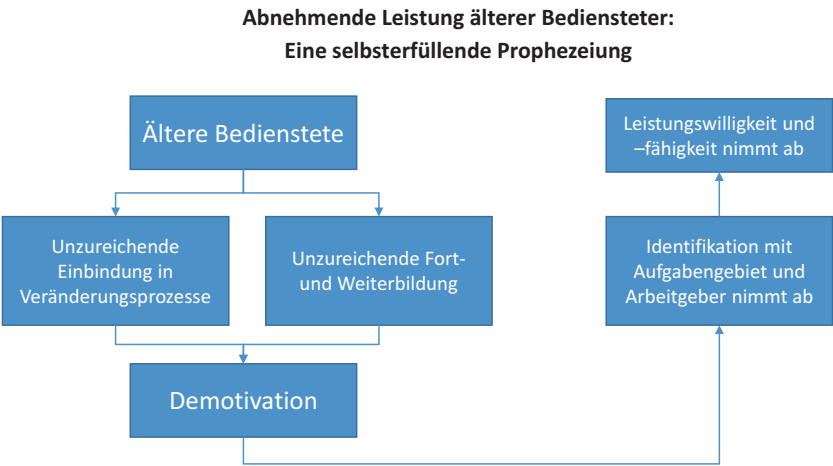 Abnehmende Leistung älterer Bediensteter:
Eine selbsterfüllende Prophezeiung
Ältere Bedienstete
Unzureichende
Einbindung in
Veränderungsprozesse
Unzureichende Fort-
und Weiterbildung
Demotivation
Identifikation mit
Aufgabengebiet und
Arbeitgeber nimmt ab
Leistungswilligkeit und
–fähigkeit nimmt ab